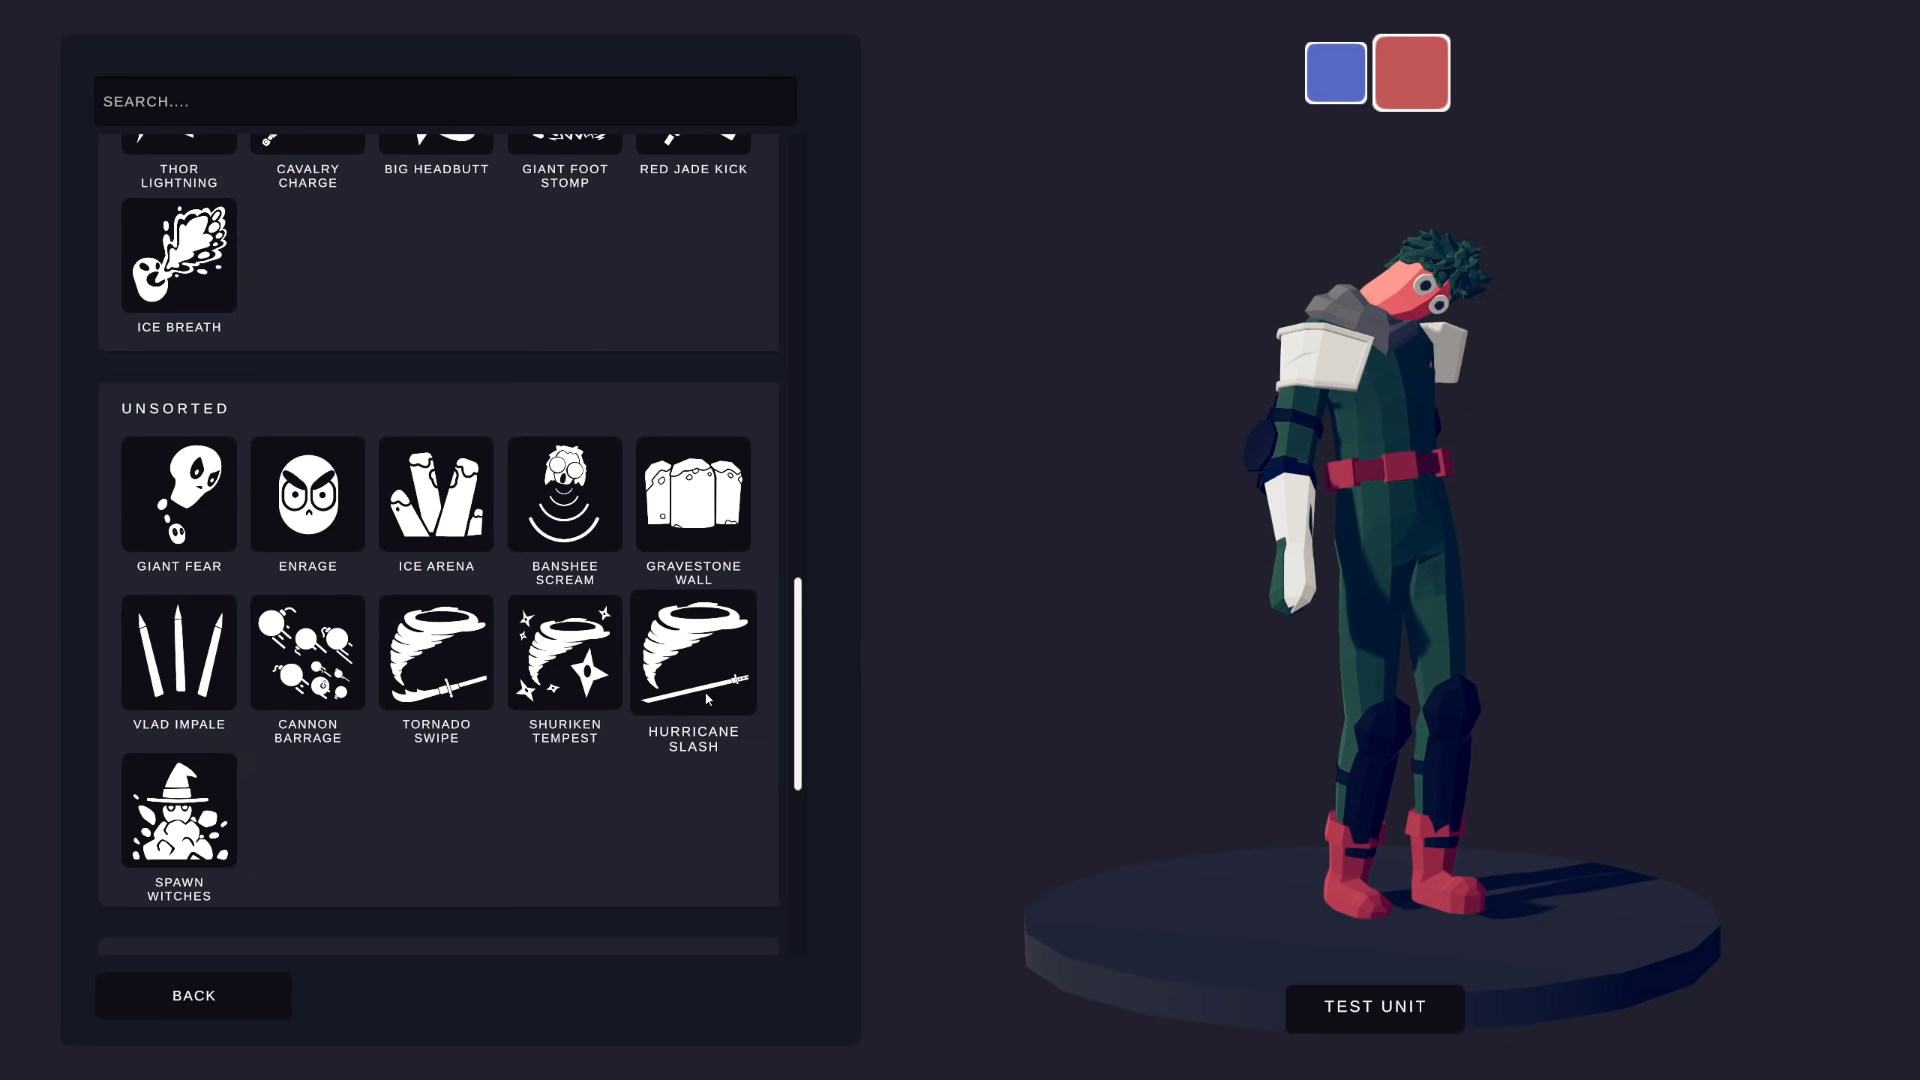 SEARCH....
THOR
LIGHTNING
CAVALRY
CHARGE
BIG HEADBUTT
GIANT FOOT
STOMP
RED JADE KICK
ICE BREATH
UNSORTED
GIANT FEAR
ENRAGE
ICE ARENA
BANSHEE
SCREAM
GRAVESTONE
WALL
VLAD IMPALE
CANNON
BARRAGE
TORNADO
SWIPE
SHURIKEN
TEMPEST
HURRICANE
SLASH
SPAWN
WITCHES
BACK
TEST UNIT